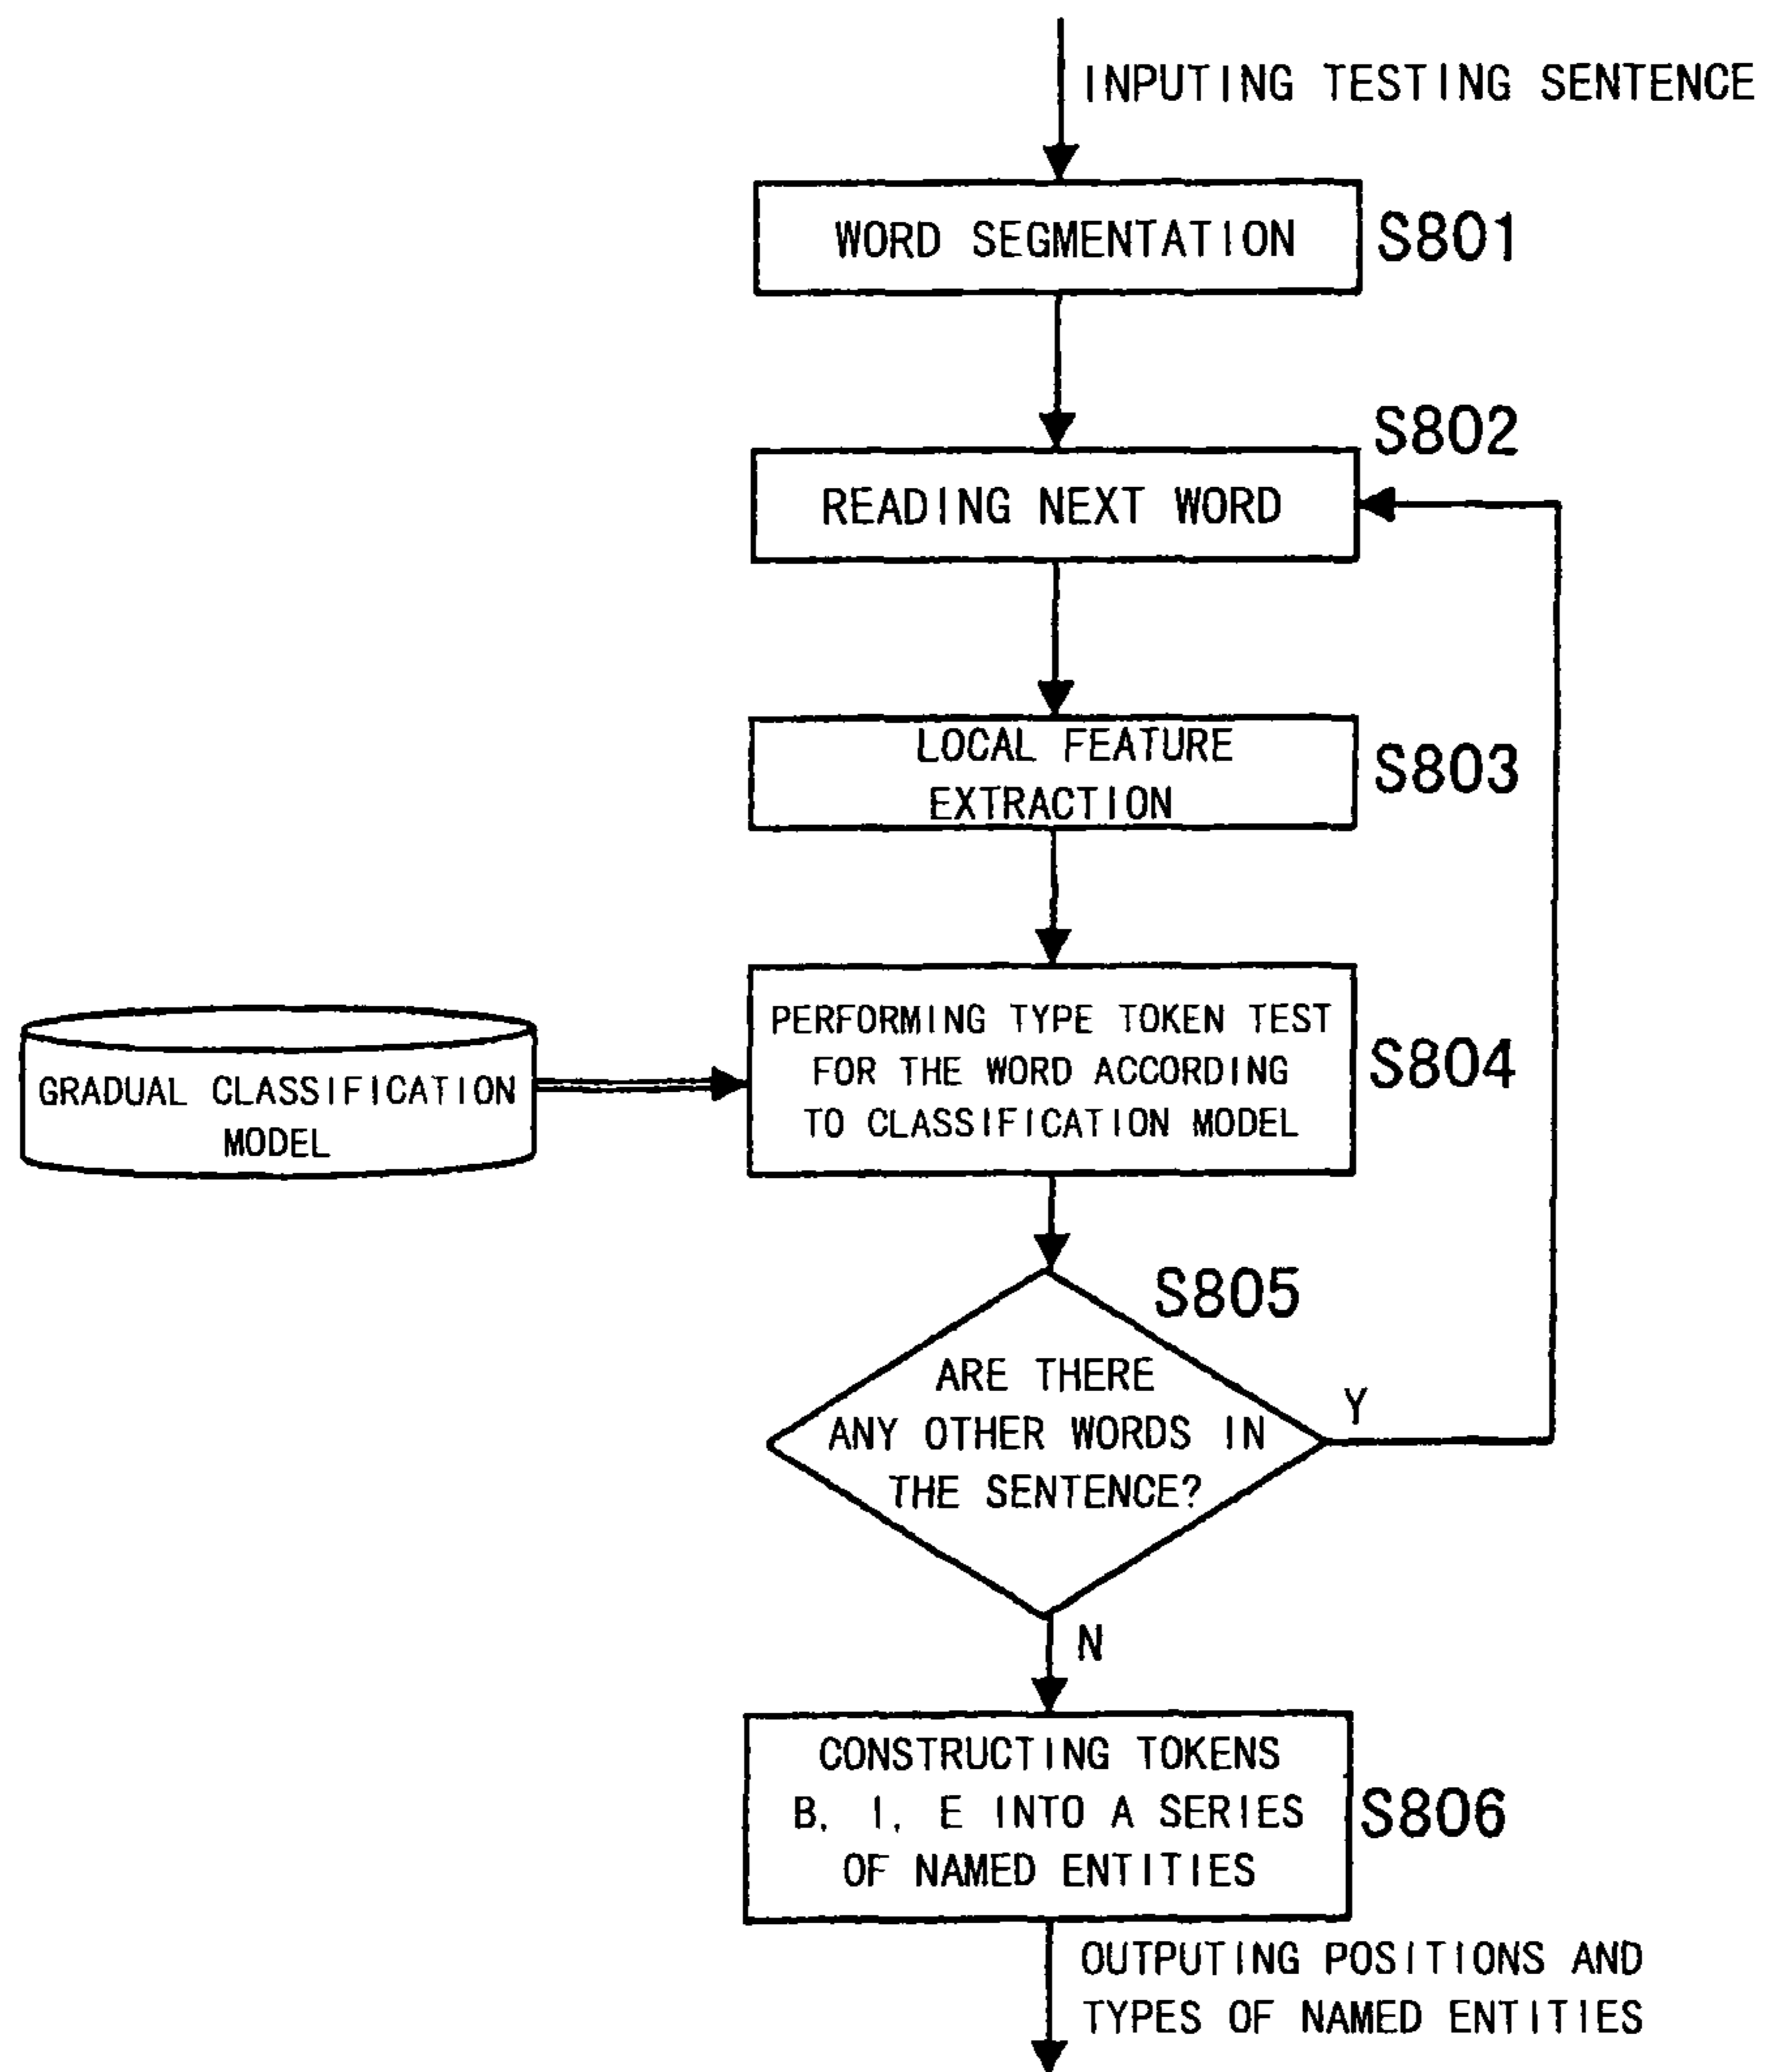 INPUTING TESTING SENTENCE
WORD SEGMENTATION
S801
S802
READING NEXT WORD
LOCAL FEATURE
EXTRACTION
S803
PERFORMING TYPE TOKEN TEST
FOR THE WORD ACCORDING
TO CLASSIFICATION MODEL
S804
GRADUAL CLASSIFICATION
MODEL
S805
ARE THERE
ANY OTHER WORDS IN
THE SENTENCE?
Y
N
CONSTRUCTING TOKENS
B, I, E INTO A SERIES
OF NAMED ENTITIES
S806
OUTPUTING POSITIONS AND
TYPES OF NAMED ENTITIES